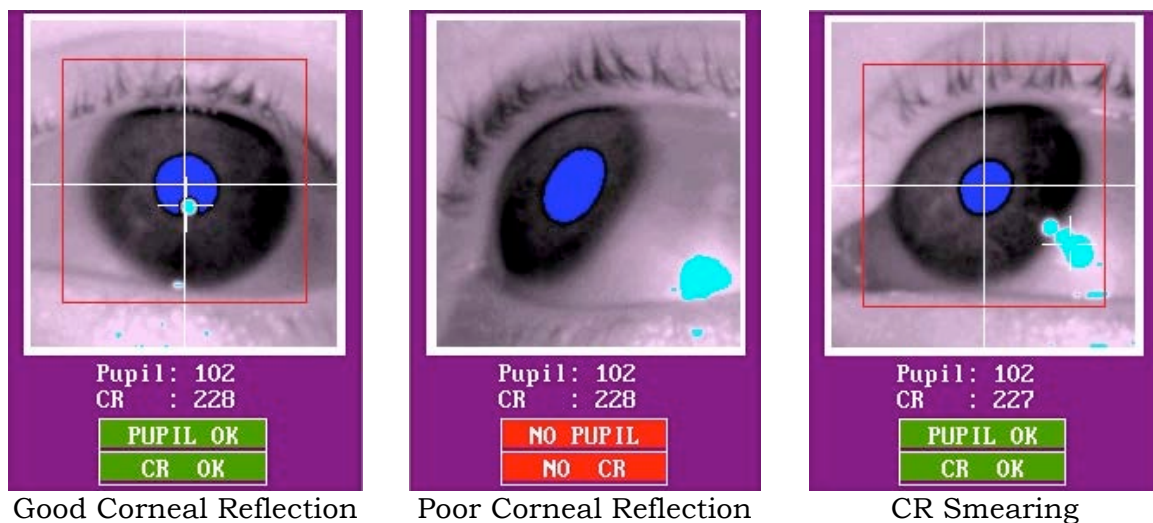 Pupil: 102
CR : 228
PUPIL OK
CR OK
Good Corneal Reflection
Pupil: 102
CR : 228
NO PUPIL
NO CR
Poor Corneal Reflection
Pupil: 102
CR : 227
PUPIL OK
CR OK
CR Smearing